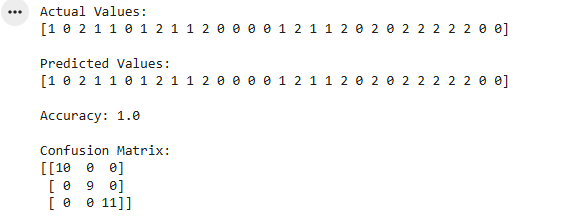 Actual Values:
[1 0 2 1 1 0 1 2 1 1 2 0 0 0 0 1 2 1 1 2 0 2 0 2 2 2 2 2 0 0]
Predicted Values:
[1 0 2 1 1 0 1 2 1 1 2 0 0 0 0 1 2 1 1 2 0 2 0 2 2 2 2 2 0 0]
Accuracy: 1.0
Confusion Matrix:
[[10  0  0]
 [ 0  9  0]
 [ 0  0 11]]